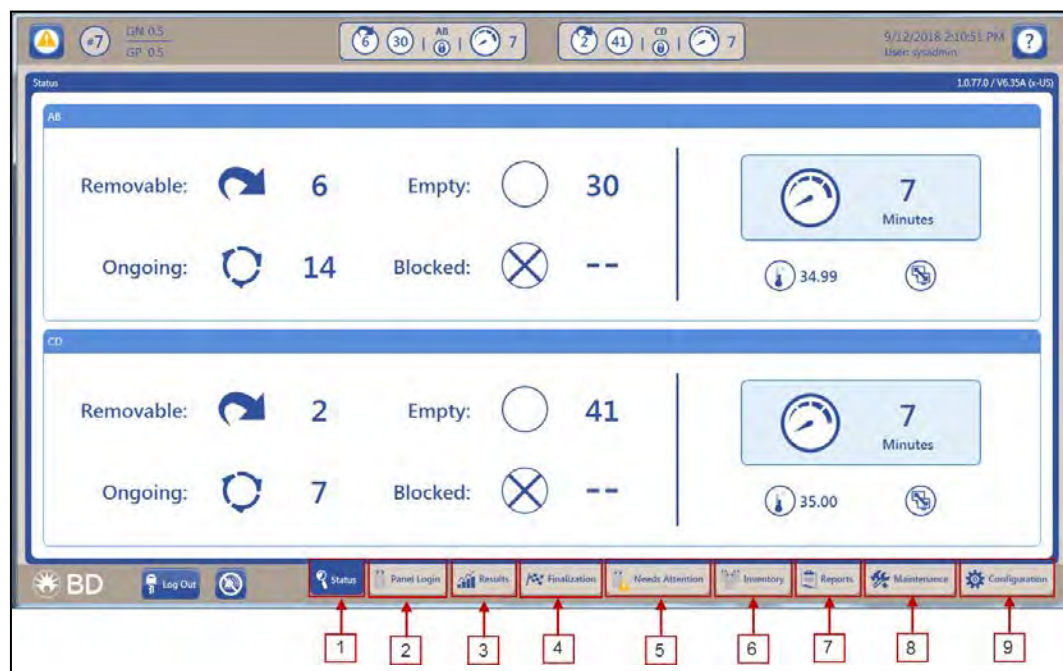 #7 GN 0.5
GP 0.5
6 30 | AB | 7
2 41 | CD | 7
9/12/2018 2:10:51 PM
User: sysadmin
?
Status
1.0.77.0 / V6.35A (x-US)
AB
Removable: 6 Empty: 30
7
Minutes
Ongoing: 14 Blocked: --
34.99
CD
Removable: 2 Empty: 41
7
Minutes
Ongoing: 7 Blocked: --
35.00
BD
Log Out
Status
Panel Login
Results
Finalization
Needs Attention
Inventory
Reports
Maintenance
Configuration
1 2 3 4 5 6 7 8 9